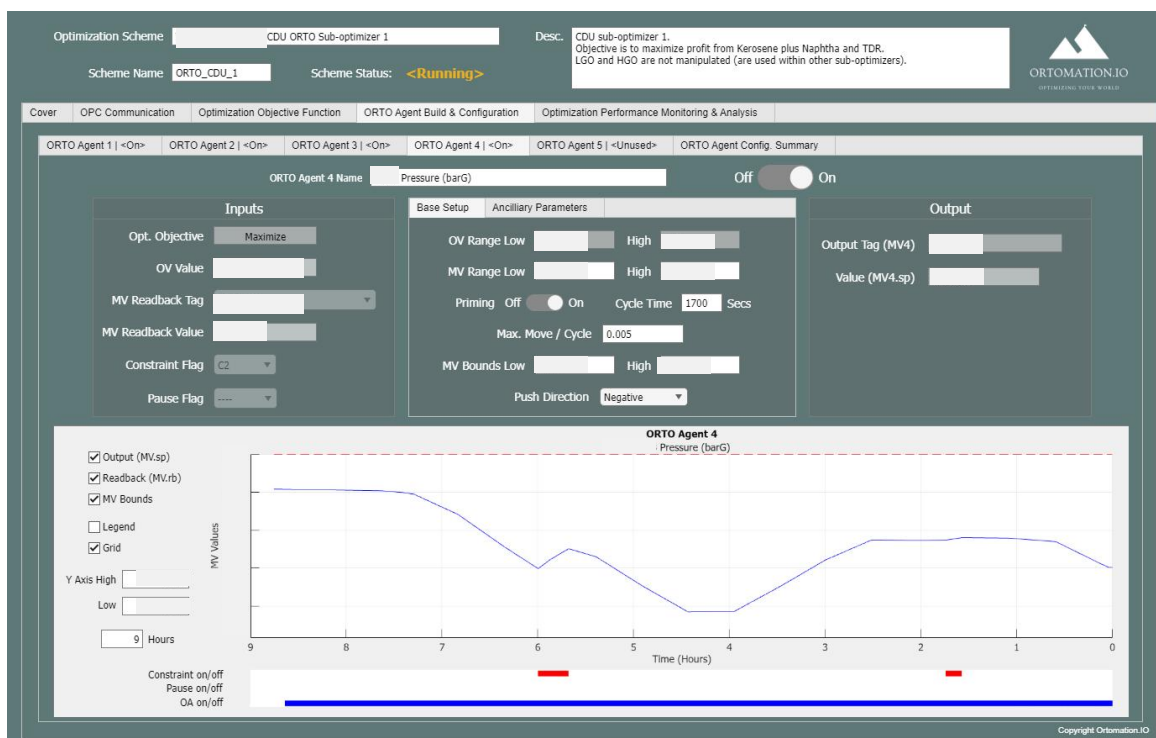 Optimization Scheme CDU ORTO Sub-optimizer 1
Desc. CDU sub-optimizer 1.
Objective is to maximize profit from Kerosene plus Naphtha and TDR.
LGO and HGO are not manipulated (are used within other sub-optimizers).
Scheme Name ORTO_CDU_1 Scheme Status: <Running>
ORTOMATION.IO
OPTIMIZING YOUR WORLD
Cover OPC Communication Optimization Objective Function ORTO Agent Build & Configuration Optimization Performance Monitoring & Analysis
ORTO Agent 1 | <On> ORTO Agent 2 | <On> ORTO Agent 3 | <On> ORTO Agent 4 | <On> ORTO Agent 5 | <Unused> ORTO Agent Config. Summary
ORTO Agent 4 Name Pressure (barG) Off On
Inputs
Opt. Objective Maximize
OV Value
MV Readback Tag
MV Readback Value
Constraint Flag C2
Pause Flag ----
Base Setup Ancilliary Parameters
OV Range Low High
MV Range Low High
Priming Off On Cycle Time 1700 Secs
Max. Move / Cycle 0.005
MV Bounds Low High
Push Direction Negative
Output
Output Tag (MV4)
Value (MV4.sp)
ORTO Agent 4
Pressure (barG)
Output (MV.sp)
Readback (MV.rb)
MV Bounds
Legend
Grid
Y Axis High
Low
9 Hours
MV Values
9 8 7 6 5 4 3 2 1 0
Time (Hours)
Constraint on/off
Pause on/off
OA on/off
Copyright Ortomation.IO